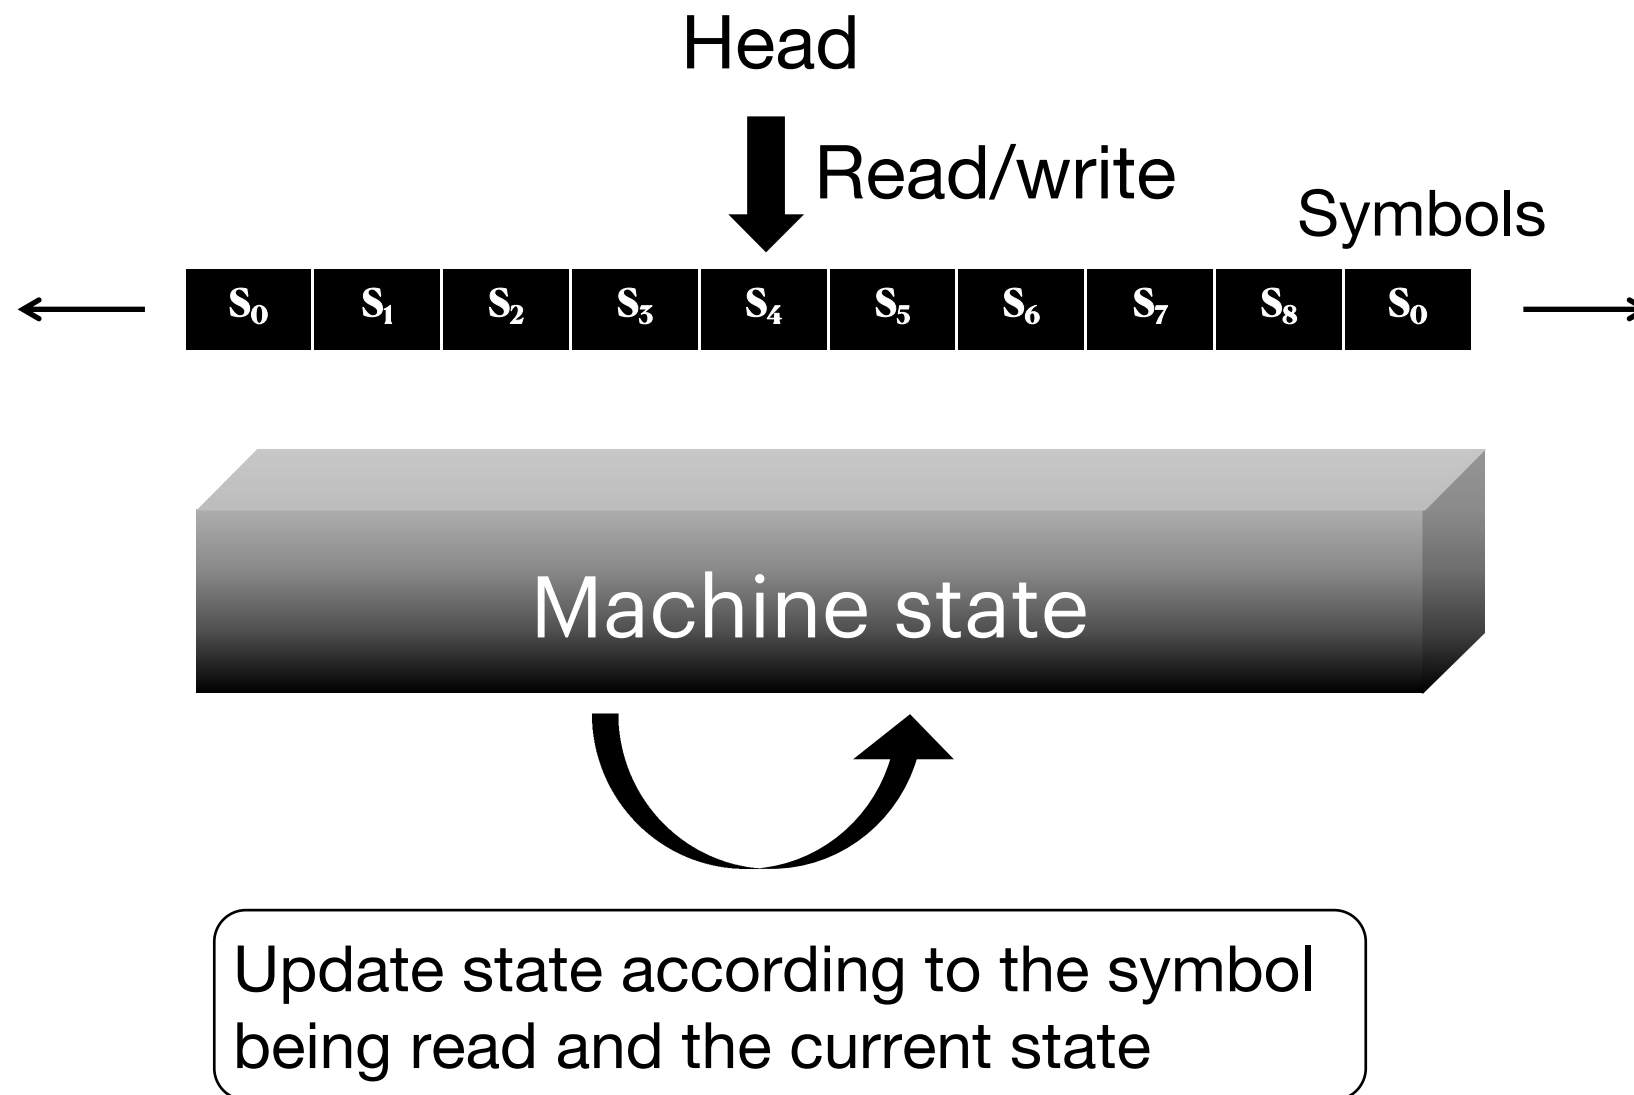 Head
Read/write
Symbols
S₀ S₁ S₂ S₃ S₄ S₅ S₆ S₇ S₈ S₀
Machine state
Update state according to the symbol
being read and the current state